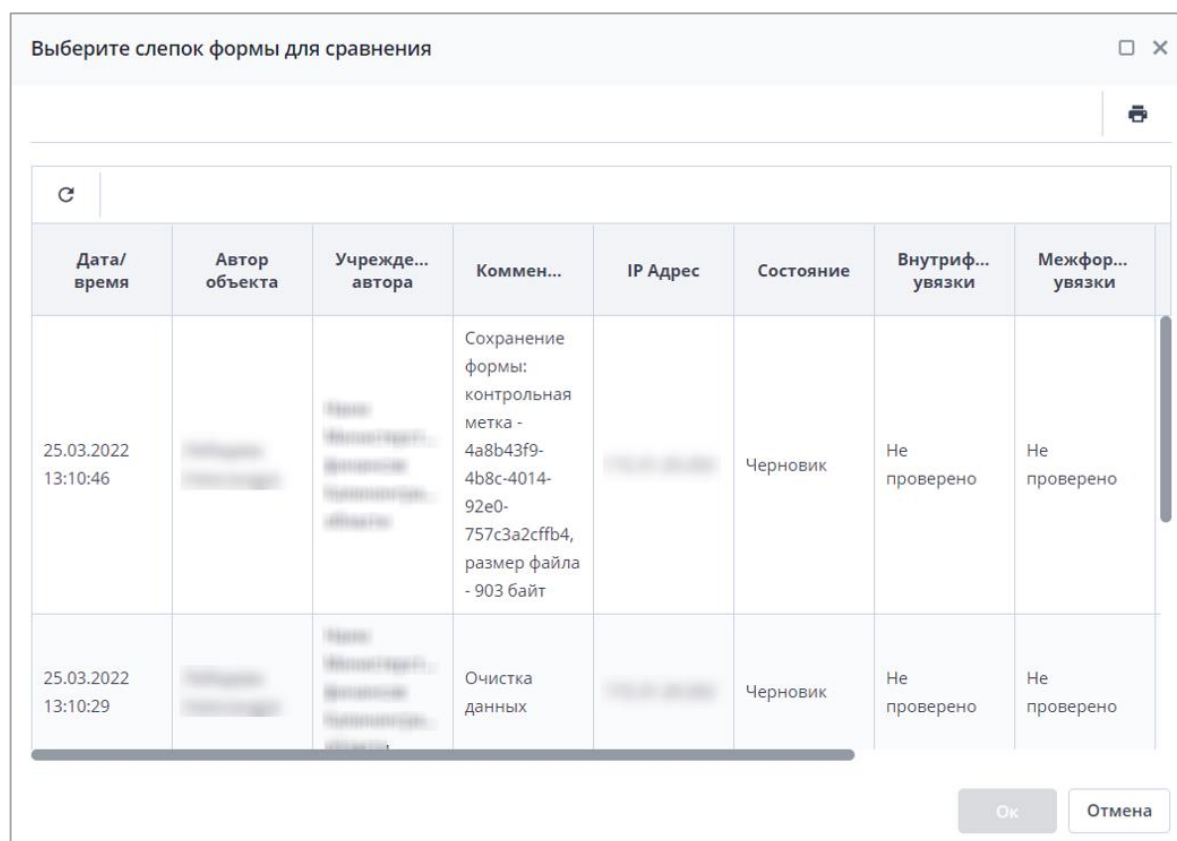 Выберите слепок формы для сравнения
Дата/
время
Автор
объекта
Учрежде...
автора
Коммен...
IP Адрес
Состояние
Внутриф...
увязки
Межфор...
увязки
25.03.2022
13:10:46
Сохранение
формы:
контрольная
метка -
4a8b43f9-
4b8c-4014-
92e0-
757c3a2cffb4,
размер файла
- 903 байт
Черновик
Не
проверено
Не
проверено
25.03.2022
13:10:29
Очистка
данных
Черновик
Не
проверено
Не
проверено
Ок
Отмена